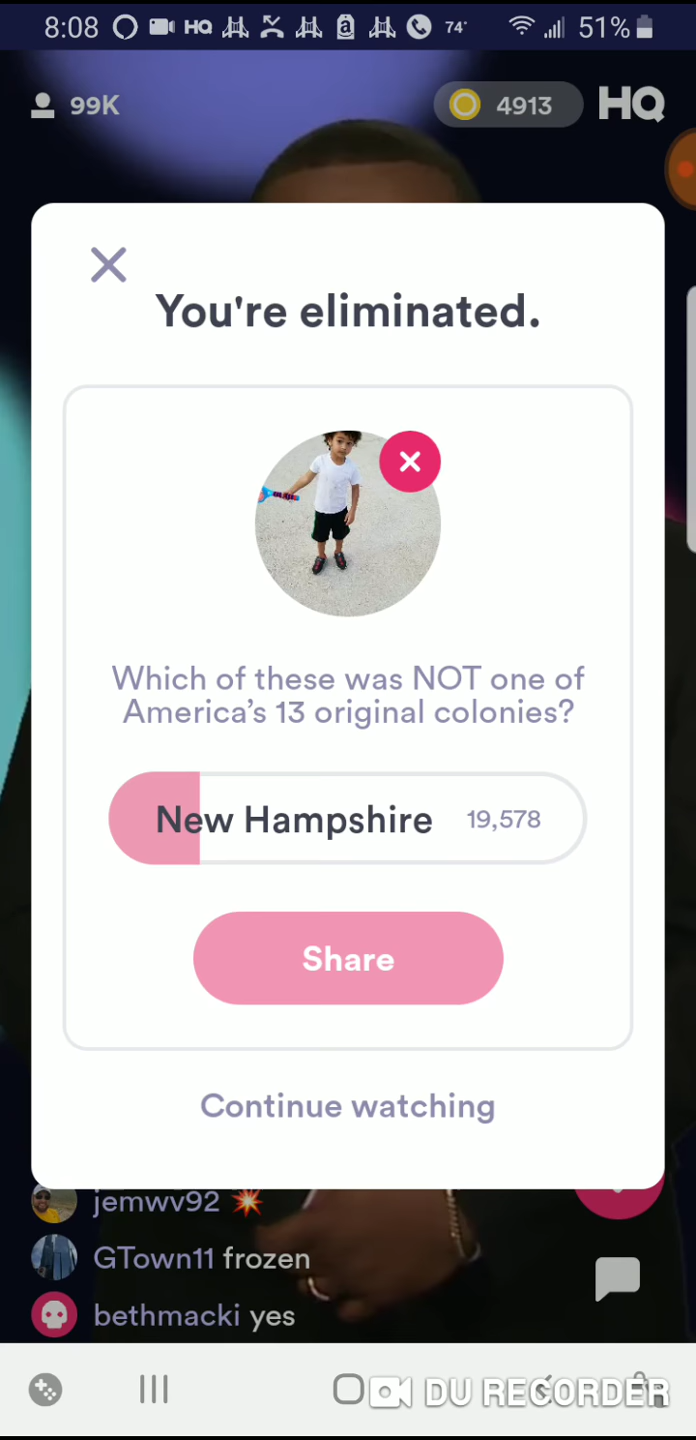 8:08 HQ a 74° 51%
99K 4913 HQ
You're eliminated.
Which of these was NOT one of
America's 13 original colonies?
New Hampshire 19,578
Share
Continue watching
jemwv92 💥
GTown11 frozen
bethmacki yes
DU RECORDER